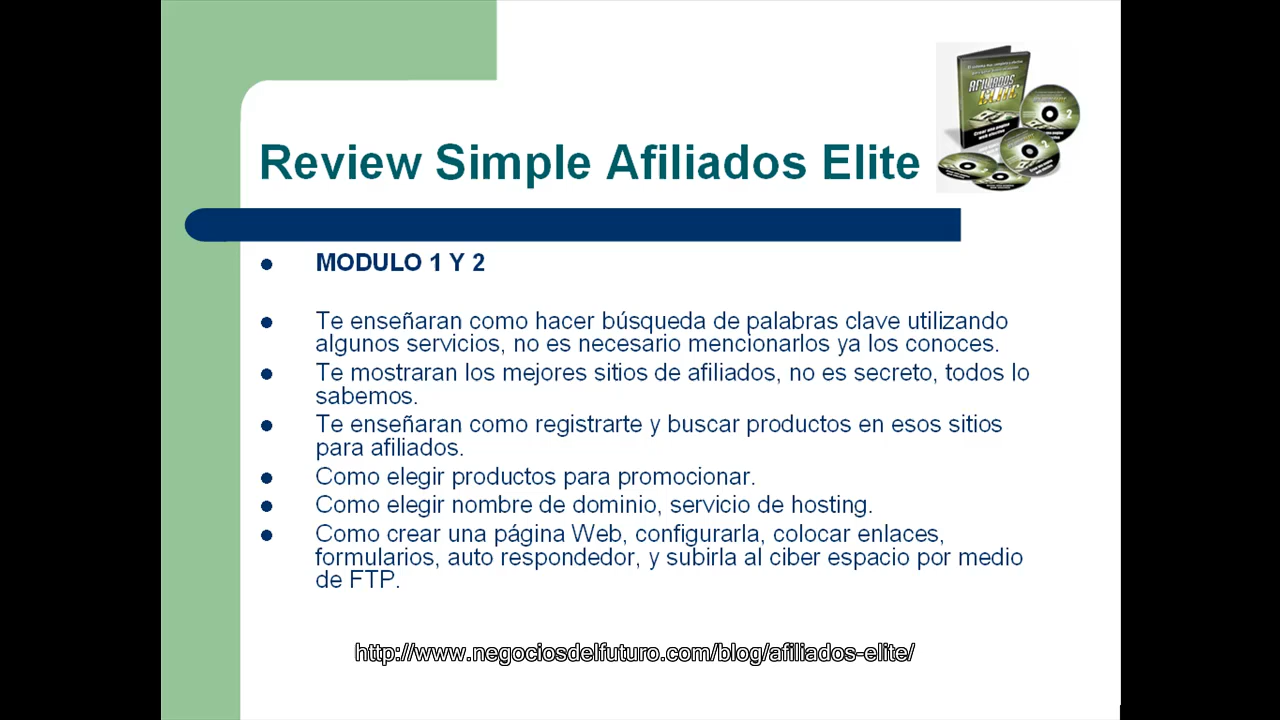 Review Simple Afiliados Elite
AFILIADOS
ELITE
2
2
MODULO 1 Y 2
Te enseñaran como hacer búsqueda de palabras clave utilizando
algunos servicios, no es necesario mencionarlos ya los conoces.
Te mostraran los mejores sitios de afiliados, no es secreto, todos lo
sabemos.
Te enseñaran como registrarte y buscar productos en esos sitios
para afiliados.
Como elegir productos para promocionar.
Como elegir nombre de dominio, servicio de hosting.
Como crear una página Web, configurarla, colocar enlaces,
formularios, auto respondedor, y subirla al ciber espacio por medio
de FTP.
http://www.negociosdelfuturo.com/blog/afiliados-elite/